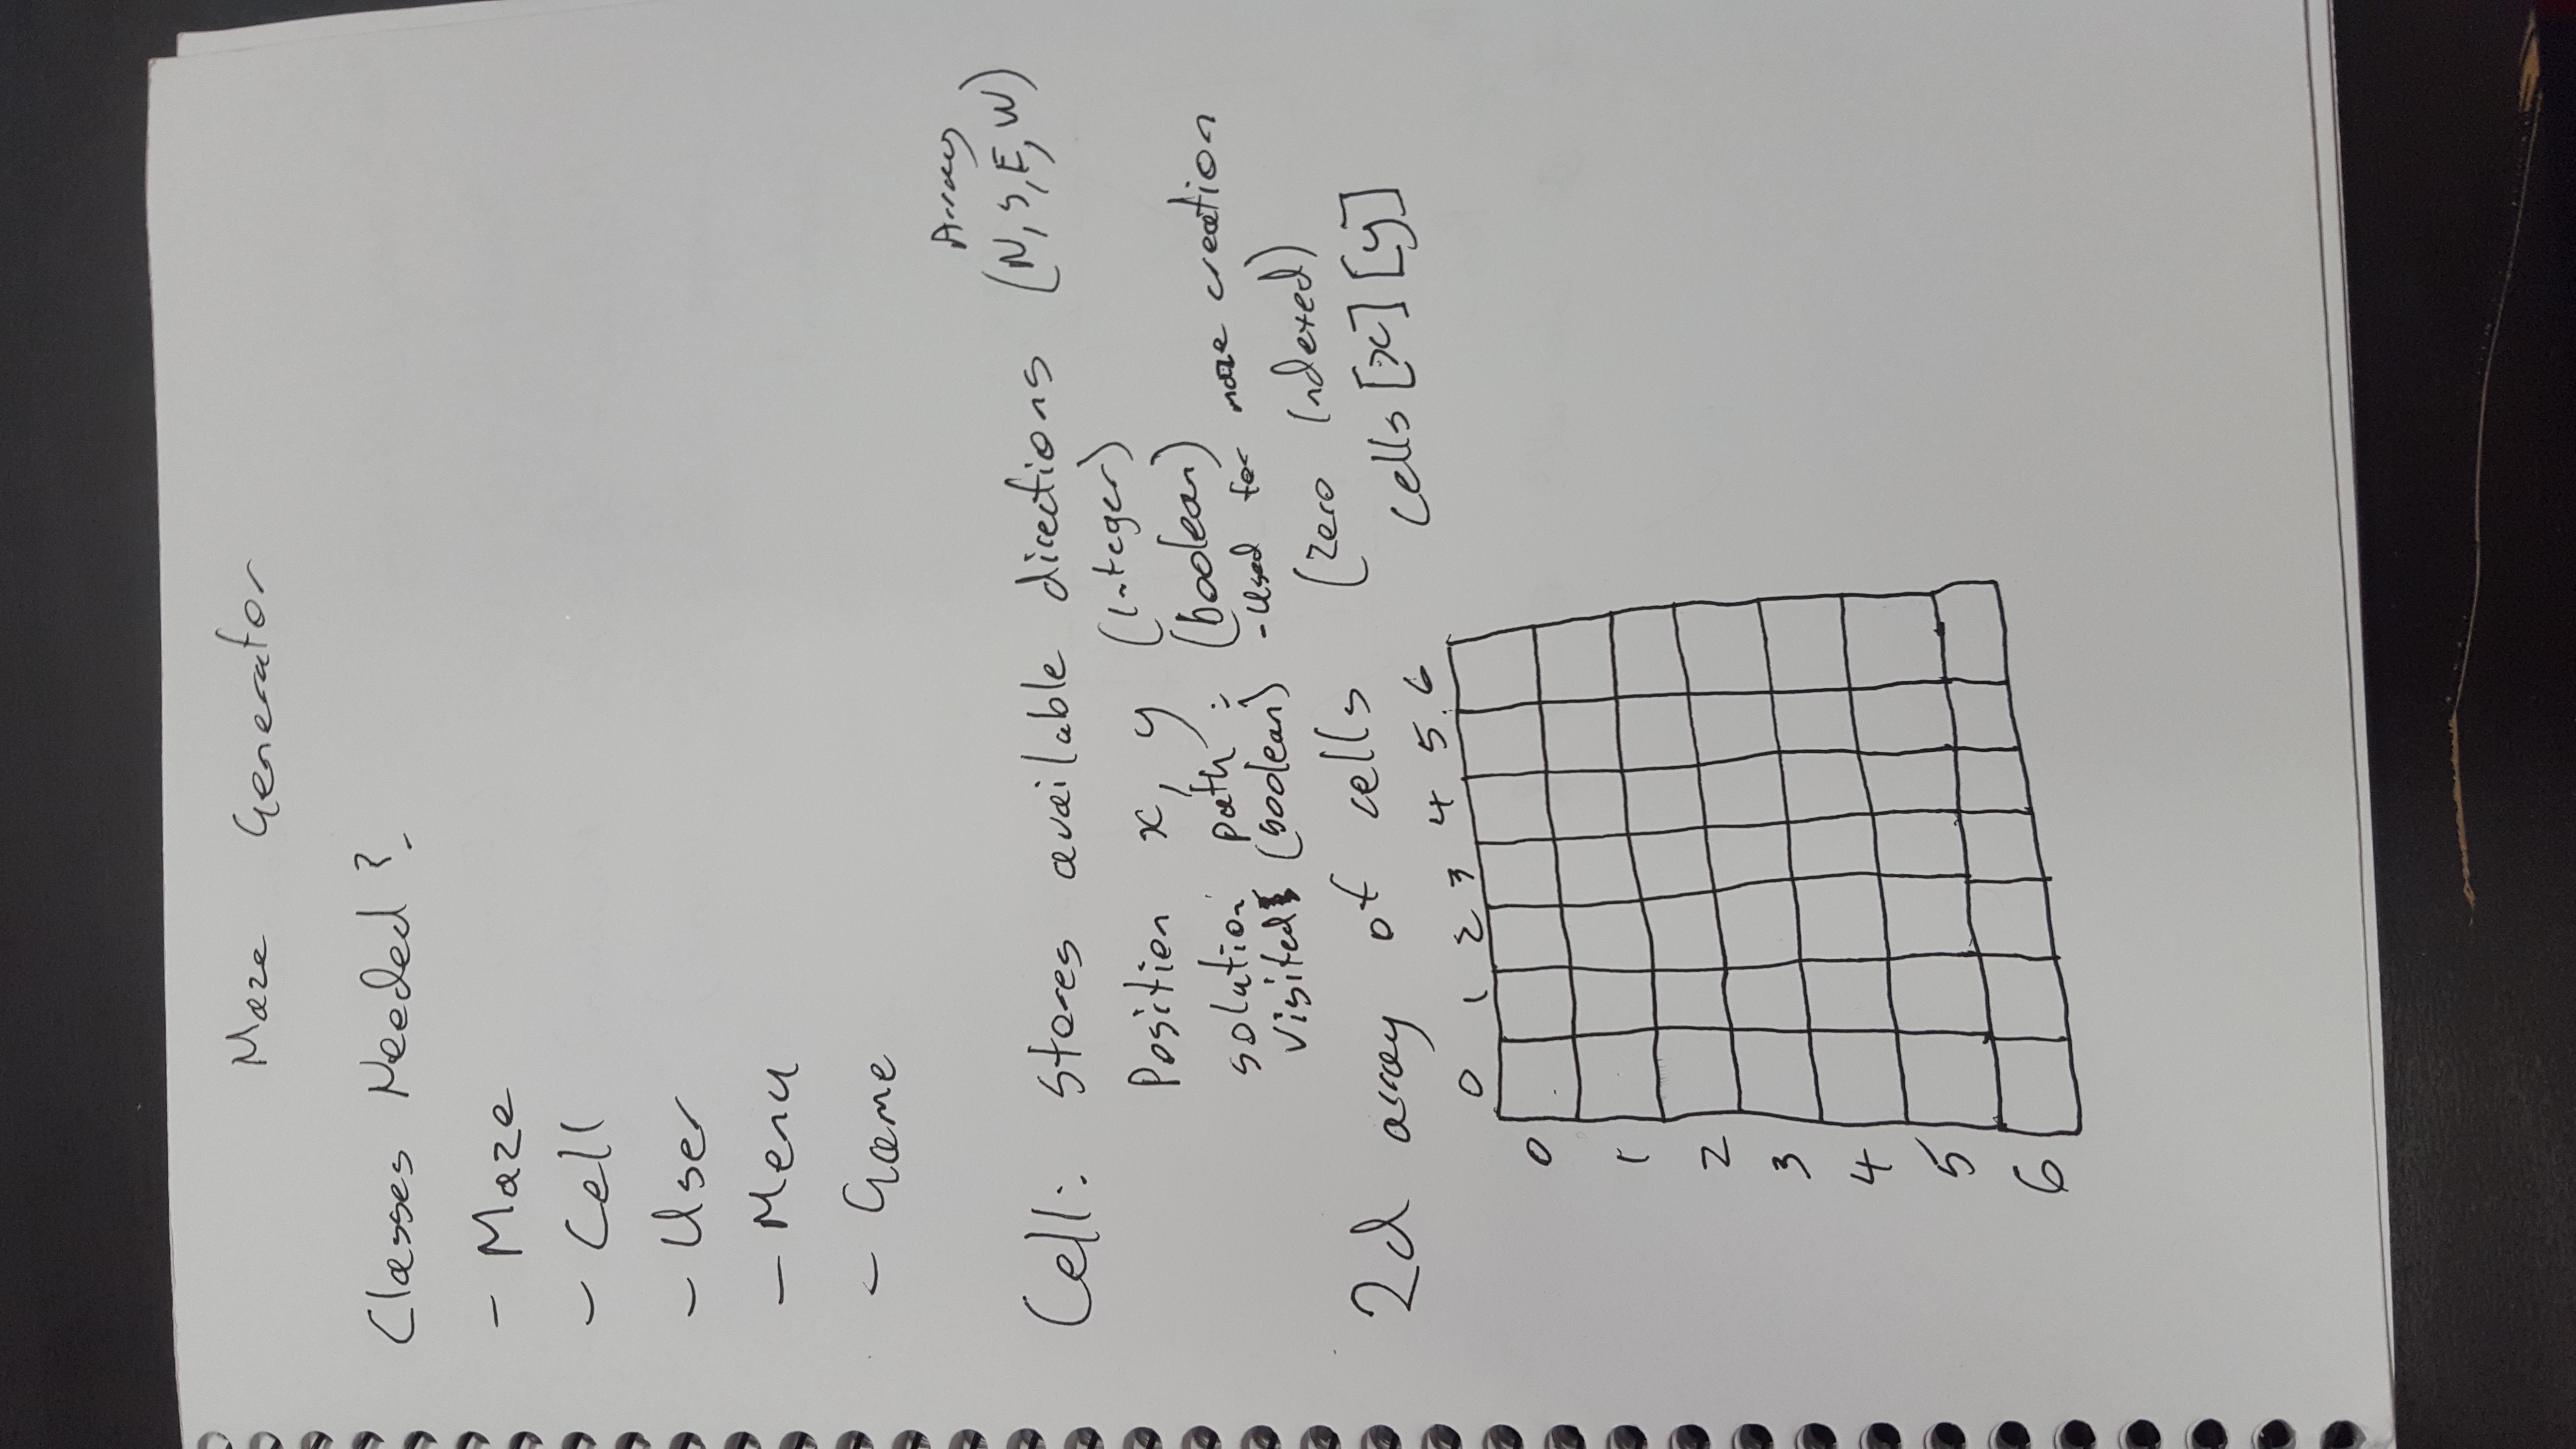 Maze Generator
Classes Needed?
- Maze
- Cell
- User
- Menu
- Game
Array
Cell: Stores available directions (N, S, E, W)
Position x, y (Integer)
solution path : (boolean)
Visited (boolean) - Used for maze creation
2d array of cells (Zero Indexed)
cells [x] [y]
0 1 2 3 4 5 6
0
1
2
3
4
5
6